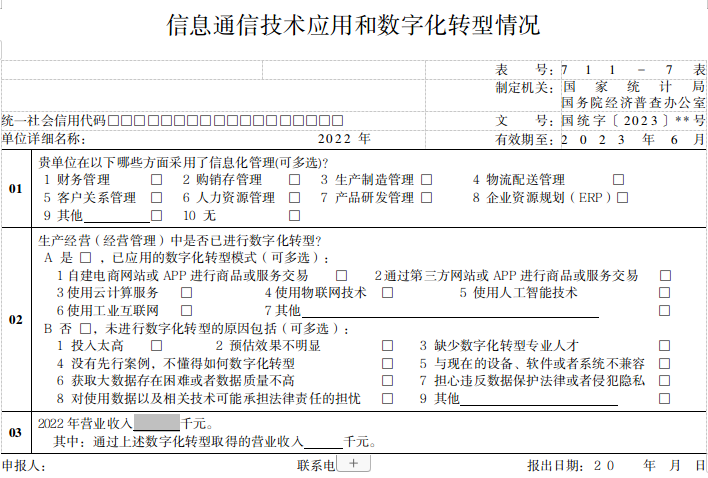 信息通信技术应用和数字化转型情况
表 号：7 1 1 － 7 表
制定机关：国 家 统 计 局
国务院经济普查办公室
统一社会信用代码□□□□□□□□□□□□□□□□□□ 文 号：国统字〔2023〕**号
单位详细名称： 2022 年 有效期至：2 0 2 3 年 6 月
01 贵单位在以下哪些方面采用了信息化管理(可多选)?
1 财务管理 □ 2 购销存管理 □ 3 生产制造管理 □ 4 物流配送管理 □
5 客户关系管理 □ 6 人力资源管理 □ 7 产品研发管理 □ 8 企业资源规划（ERP）□
9 其他______□ 10 无 □
02 生产经营（经营管理）中是否已进行数字化转型?
A 是 □ ，已应用的数字化转型模式（可多选）：
1 自建电商网站或 APP 进行商品或服务交易 □ 2 通过第三方网站或 APP 进行商品或服务交易 □
3 使用云计算服务 □ 4 使用物联网技术 □ 5 使用人工智能技术 □
6 使用工业互联网 □ 7 其他______ □
B 否 □，未进行数字化转型的原因包括（可多选）：
1 投入太高 □ 2 预估效果不明显 □ 3 缺少数字化转型专业人才 □
4 没有先行案例，不懂得如何数字化转型 □ 5 与现在的设备、软件或者系统不兼容 □
6 获取大数据存在困难或者数据质量不高 □ 7 担心违反数据保护法律或者侵犯隐私 □
8 对使用数据以及相关技术可能承担法律责任的担忧 □ 9 其他______ □
03 2022 年营业收入______千元。
其中：通过上述数字化转型取得的营业收入______千元。
申报人： 联系电 + 报出日期：2 0 年 月 日